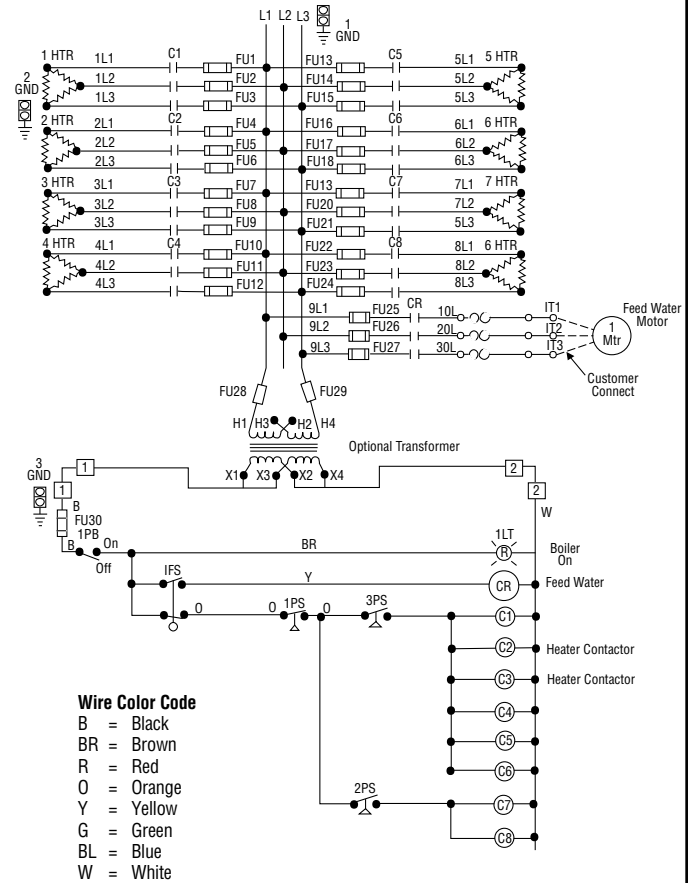 L1 L2 L3 1 GND
1 HTR 1L1 C1 FU1 FU13 C5 5L1 5 HTR
2 GND
1L2 FU2 FU14 5L2
1L3 FU3 FU15 5L3
2 HTR 2L1 C2 FU4 FU16 C6 6L1 6 HTR
2L2 FU5 FU17 6L2
2L3 FU6 FU18 6L3
3 HTR 3L1 C3 FU7 FU13 C7 7L1 7 HTR
3L2 FU8 FU20 7L2
3L3 FU9 FU21 5L3
4 HTR 4L1 C4 FU10 FU22 C8 8L1 6 HTR
4L2 FU11 FU23 8L2
4L3 FU12 FU24 8L3
9L1 FU25 CR 10L IT1
9L2 FU26 20L IT2
9L3 FU27 30L IT3
1
Mtr
Feed Water
Motor
Customer
Connect
FU28 FU29
H1 H3 H2 H4
Optional Transformer
X1 X3 X2 X4
3
GND
1 2
1 2
B W
FU30
1PB
B On
Off
BR 1LT R Boiler
On
IFS Y CR Feed Water
O O 1PS O 3PS C1
C2 Heater Contactor
C3 Heater Contactor
C4
C5
C6
2PS C7
C8
Wire Color Code
B = Black
BR = Brown
R = Red
O = Orange
Y = Yellow
G = Green
BL = Blue
W = White